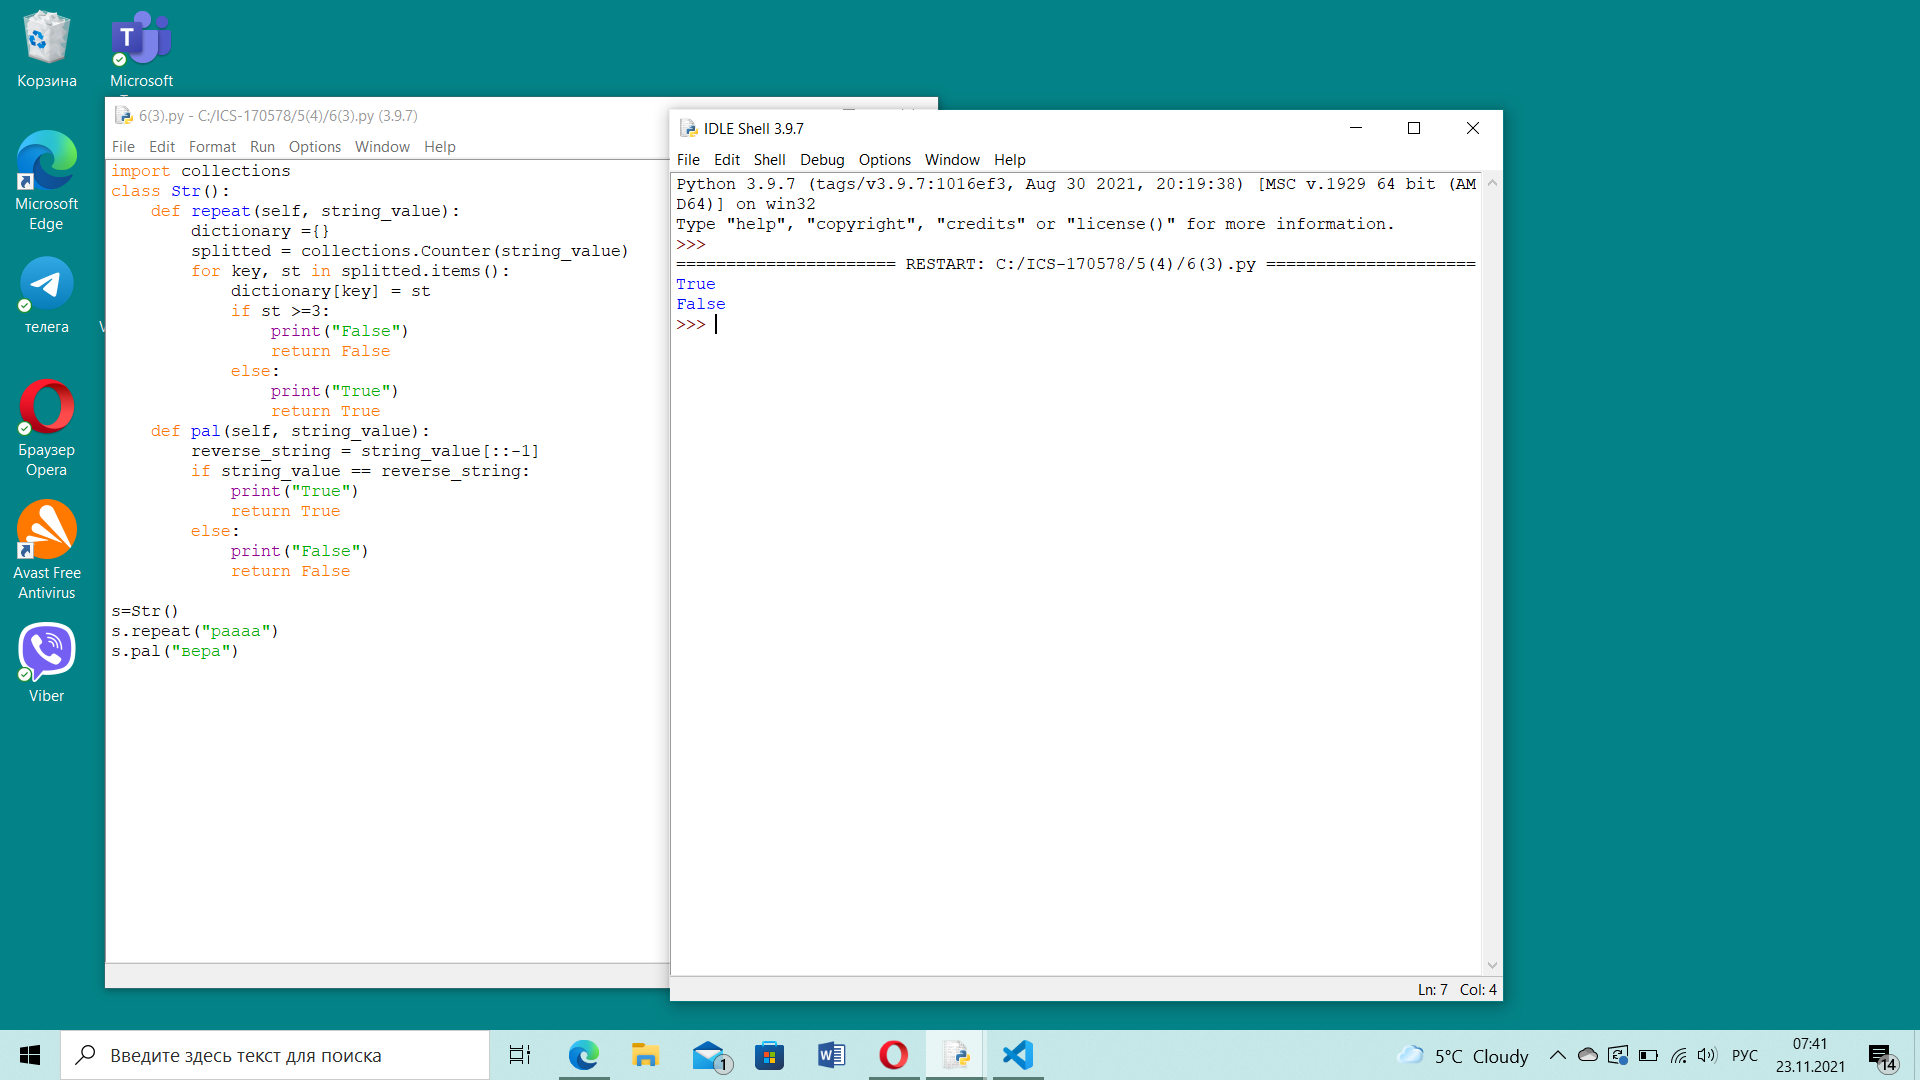 Корзина
Microsoft
Microsoft
Edge
телега
Браузер
Opera
Avast Free
Antivirus
Viber
6(3).py - C:/ICS-170578/5(4)/6(3).py (3.9.7)
File Edit Format Run Options Window Help
import collections
class Str():
    def repeat(self, string_value):
        dictionary ={}
        splitted = collections.Counter(string_value)
        for key, st in splitted.items():
            dictionary[key] = st
            if st >=3:
                print("False")
                return False
            else:
                print("True")
                return True
    def pal(self, string_value):
        reverse_string = string_value[::-1]
        if string_value == reverse_string:
            print("True")
            return True
        else:
            print("False")
            return False
s=Str()
s.repeat("раааа")
s.pal("вера")
IDLE Shell 3.9.7
File Edit Shell Debug Options Window Help
Python 3.9.7 (tags/v3.9.7:1016ef3, Aug 30 2021, 20:19:38) [MSC v.1929 64 bit (AM
D64)] on win32
Type "help", "copyright", "credits" or "license()" for more information.
>>>
====================== RESTART: C:/ICS-170578/5(4)/6(3).py =====================
True
False
>>>
Ln: 7 Col: 4
Введите здесь текст для поиска
1
5°C Cloudy
РУС
07:41
23.11.2021
14